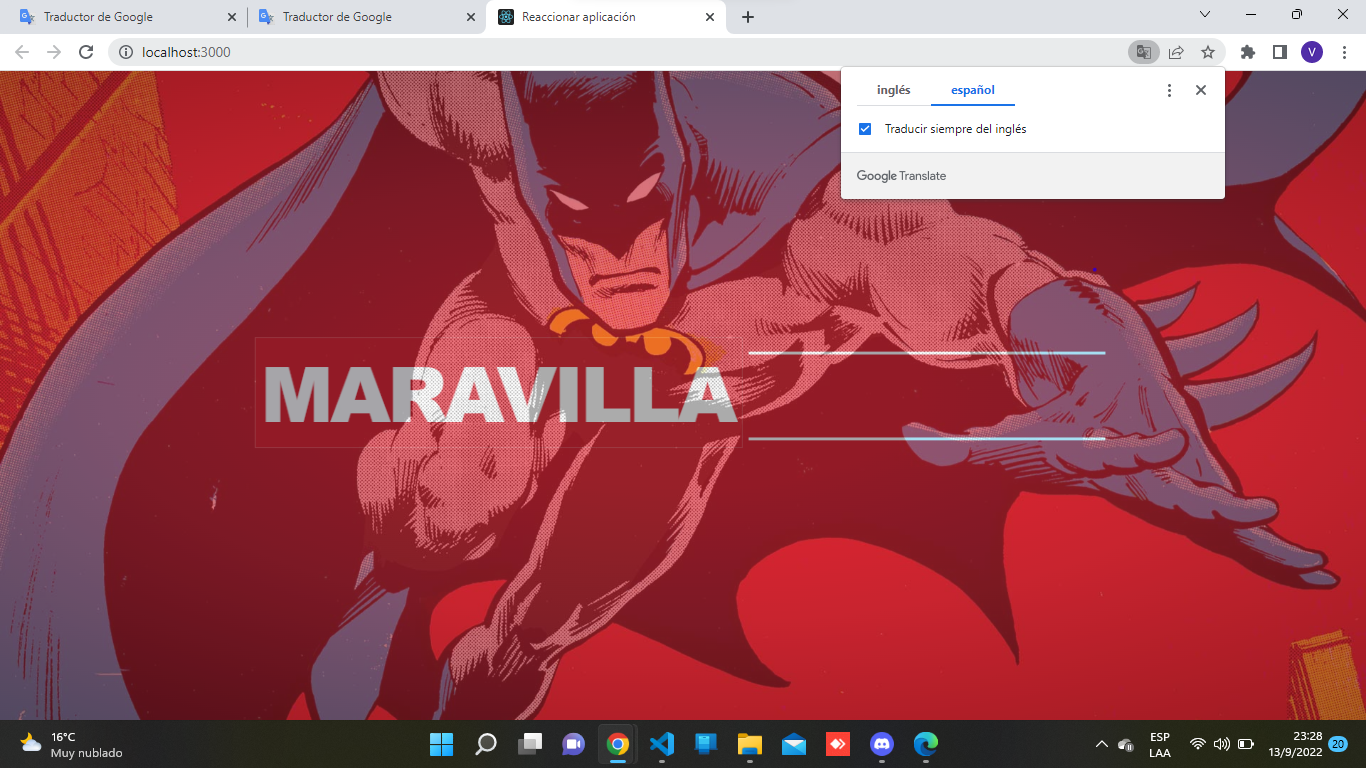 Traductor de Google
Traductor de Google
Reaccionar aplicación
localhost:3000
V
inglés
español
Traducir siempre del inglés
Google Translate
MARAVILLA
16°C
Muy nublado
ESP
LAA
23:28
13/9/2022
20